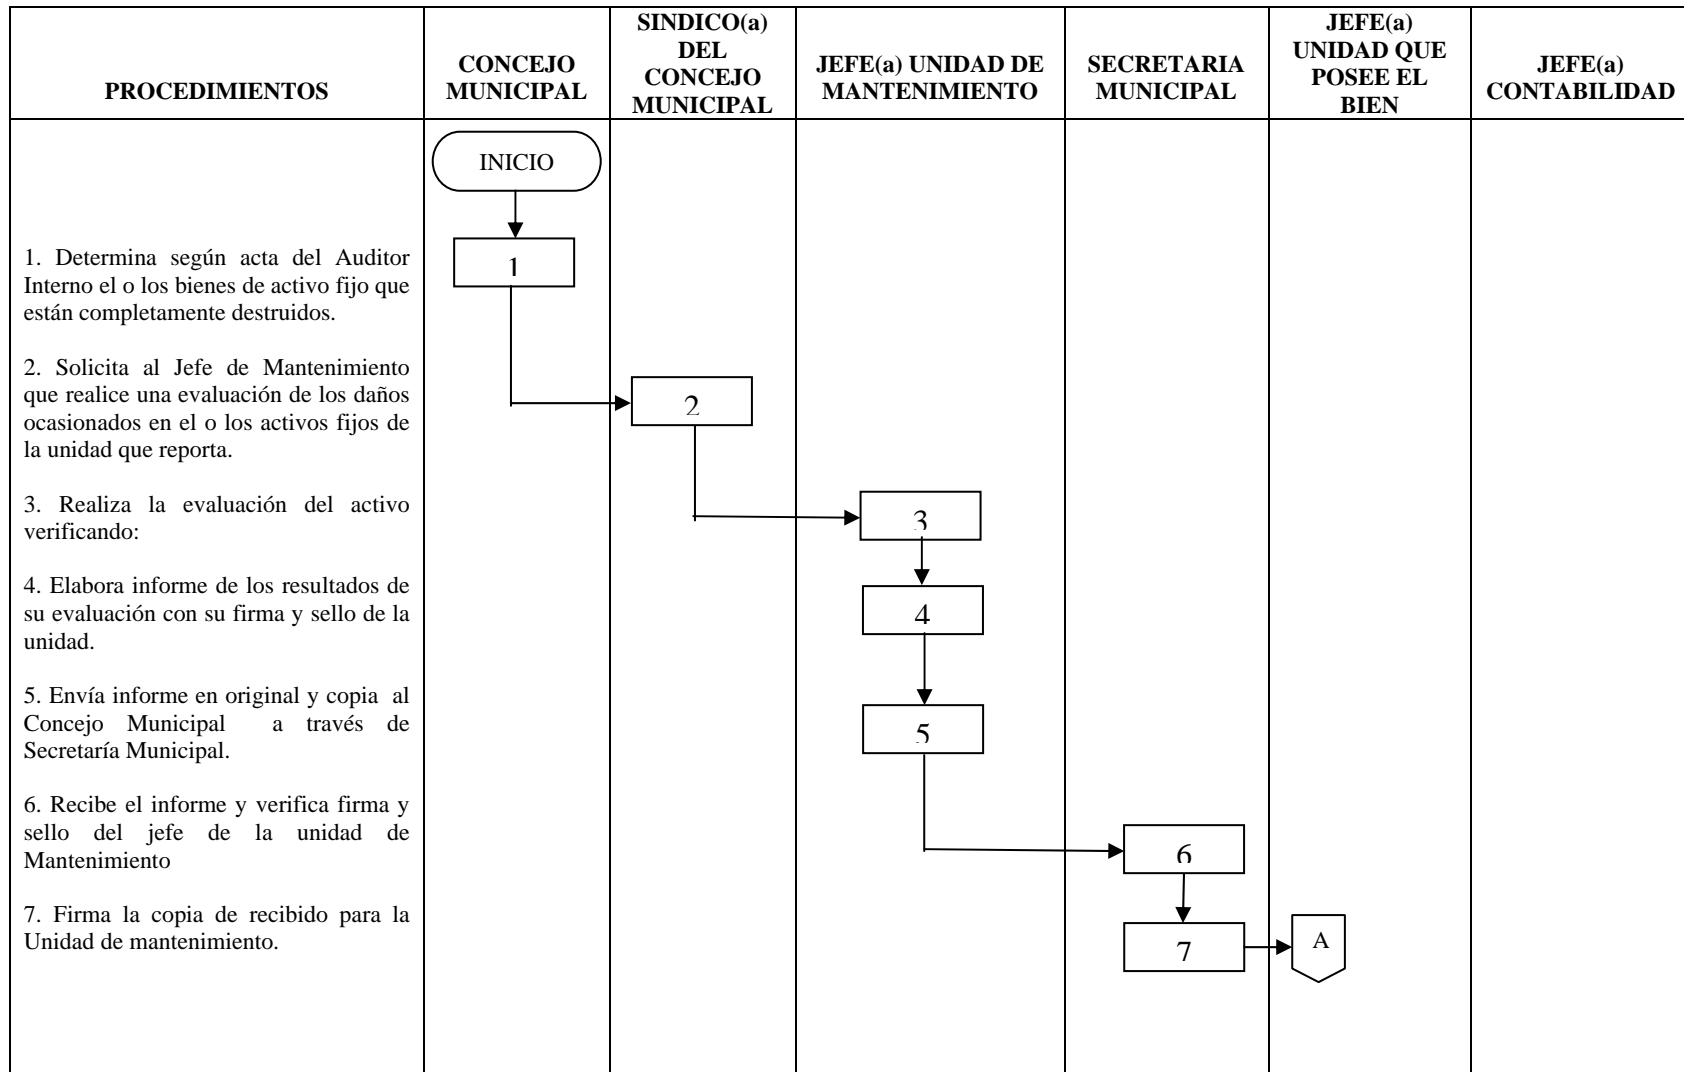 PROCEDIMIENTOS
CONCEJO
MUNICIPAL
SINDICO(a)
DEL
CONCEJO
MUNICIPAL
JEFE(a) UNIDAD DE
MANTENIMIENTO
SECRETARIA
MUNICIPAL
JEFE(a)
UNIDAD QUE
POSEE EL
BIEN
JEFE(a)
CONTABILIDAD
INICIO
1. Determina según acta del Auditor
Interno el o los bienes de activo fijo que
están completamente destruidos.
1
2. Solicita al Jefe de Mantenimiento
que realice una evaluación de los daños
ocasionados en el o los activos fijos de
la unidad que reporta.
2
3. Realiza la evaluación del activo
verificando:
3
4. Elabora informe de los resultados de
su evaluación con su firma y sello de la
unidad.
4
5. Envía informe en original y copia al
Concejo Municipal a través de
Secretaría Municipal.
5
6. Recibe el informe y verifica firma y
sello del jefe de la unidad de
Mantenimiento
6
7. Firma la copia de recibido para la
Unidad de mantenimiento.
7
A